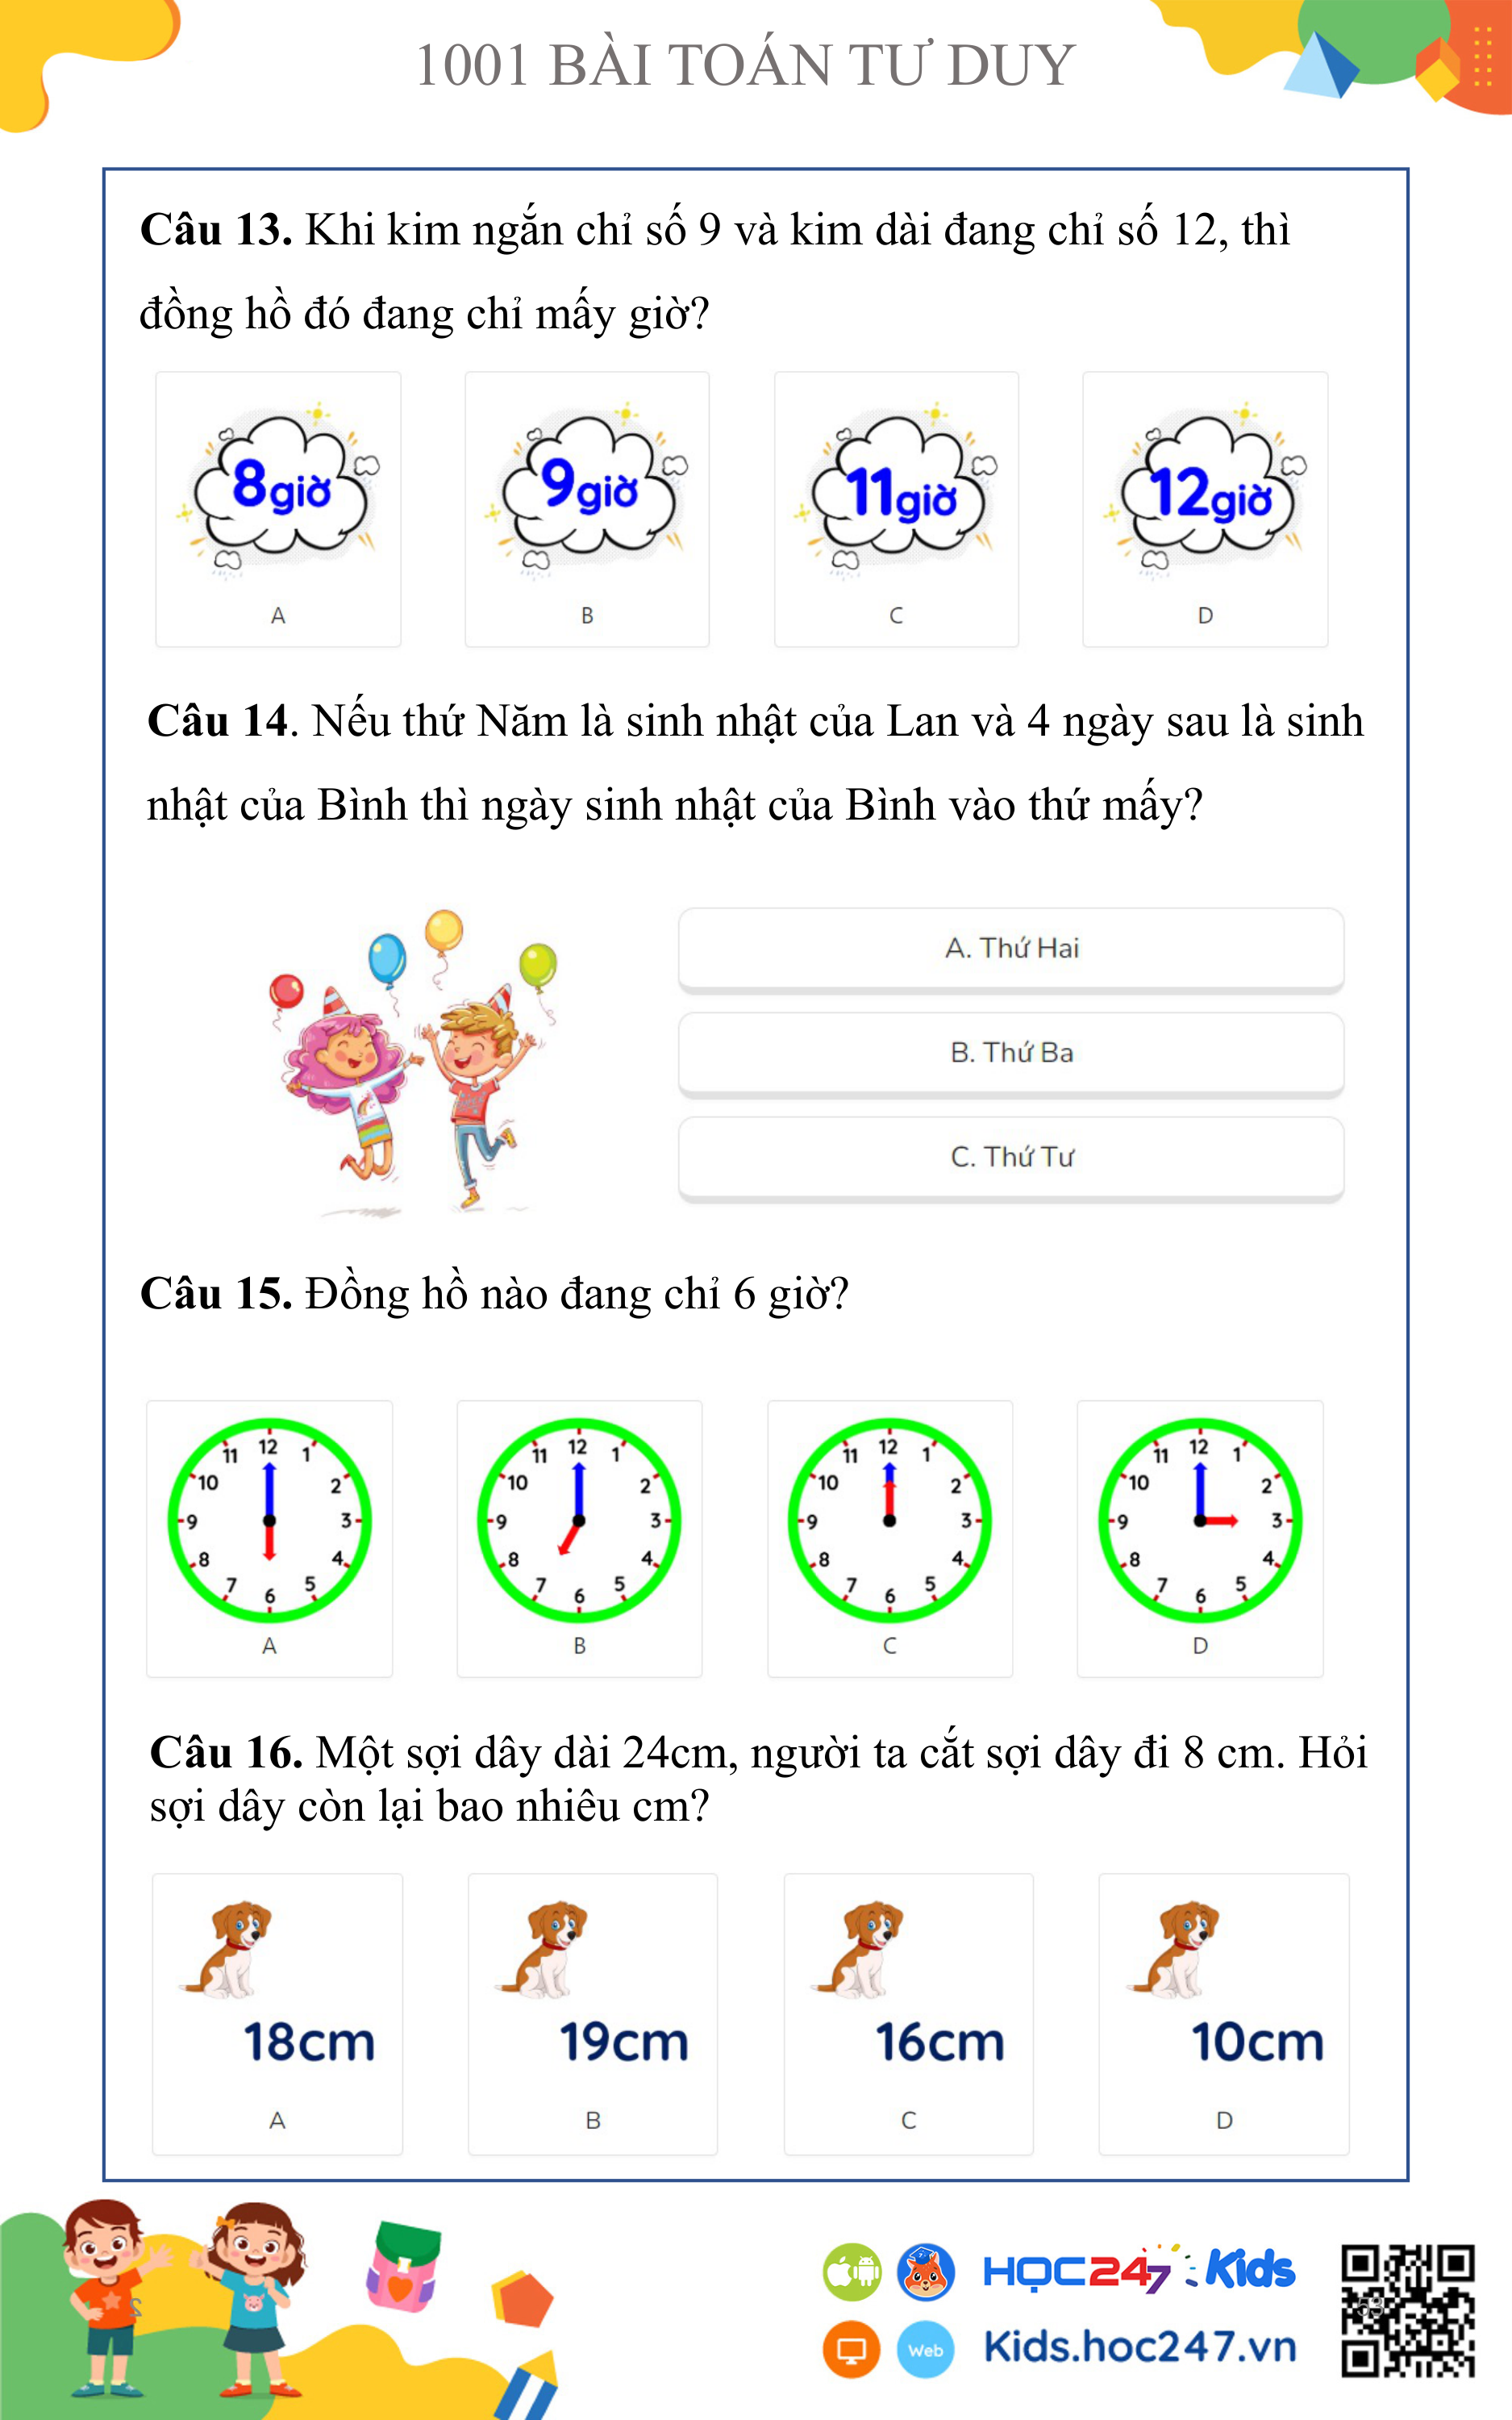 1001 BÀI TOÁN TƯ DUY
Câu 13. Khi kim ngắn chỉ số 9 và kim dài đang chỉ số 12, thì
đồng hồ đó đang chỉ mấy giờ?
8giờ 9giờ 11giờ 12giờ
A B C D
Câu 14. Nếu thứ Năm là sinh nhật của Lan và 4 ngày sau là sinh
nhật của Bình thì ngày sinh nhật của Bình vào thứ mấy?
A. Thứ Hai
B. Thứ Ba
C. Thứ Tư
Câu 15. Đồng hồ nào đang chỉ 6 giờ?
12 1 2 3 4 5 6 7 8 9 10 11
12 1 2 3 4 5 6 7 8 9 10 11
12 1 2 3 4 5 6 7 8 9 10 11
12 1 2 3 4 5 6 7 8 9 10 11
A B C D
Câu 16. Một sợi dây dài 24cm, người ta cắt sợi dây đi 8 cm. Hỏi
sợi dây còn lại bao nhiêu cm?
18cm 19cm 16cm 10cm
A B C D
HỌC247 Kids
53
Web Kids.hoc247.vn